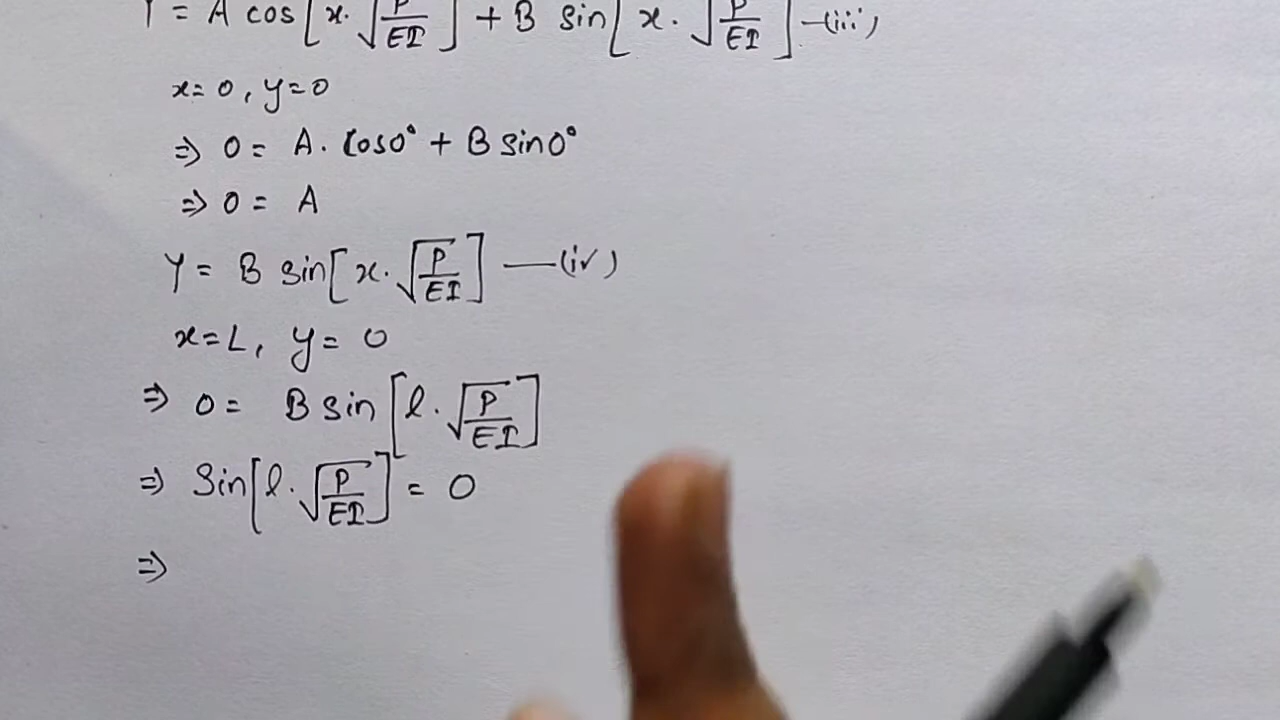 Y = A cos[x.√P/EI] + B sin[x.√P/EI] —(iii)
x=0, y=0
⇒ 0 = A. Cos0° + B sin0°
⇒ 0 = A
Y = B sin[x.√P/EI] —(iv)
x=L, y= 0
⇒ 0 = B sin[l.√P/EI]
⇒ Sin[l.√P/EI] = 0
⇒